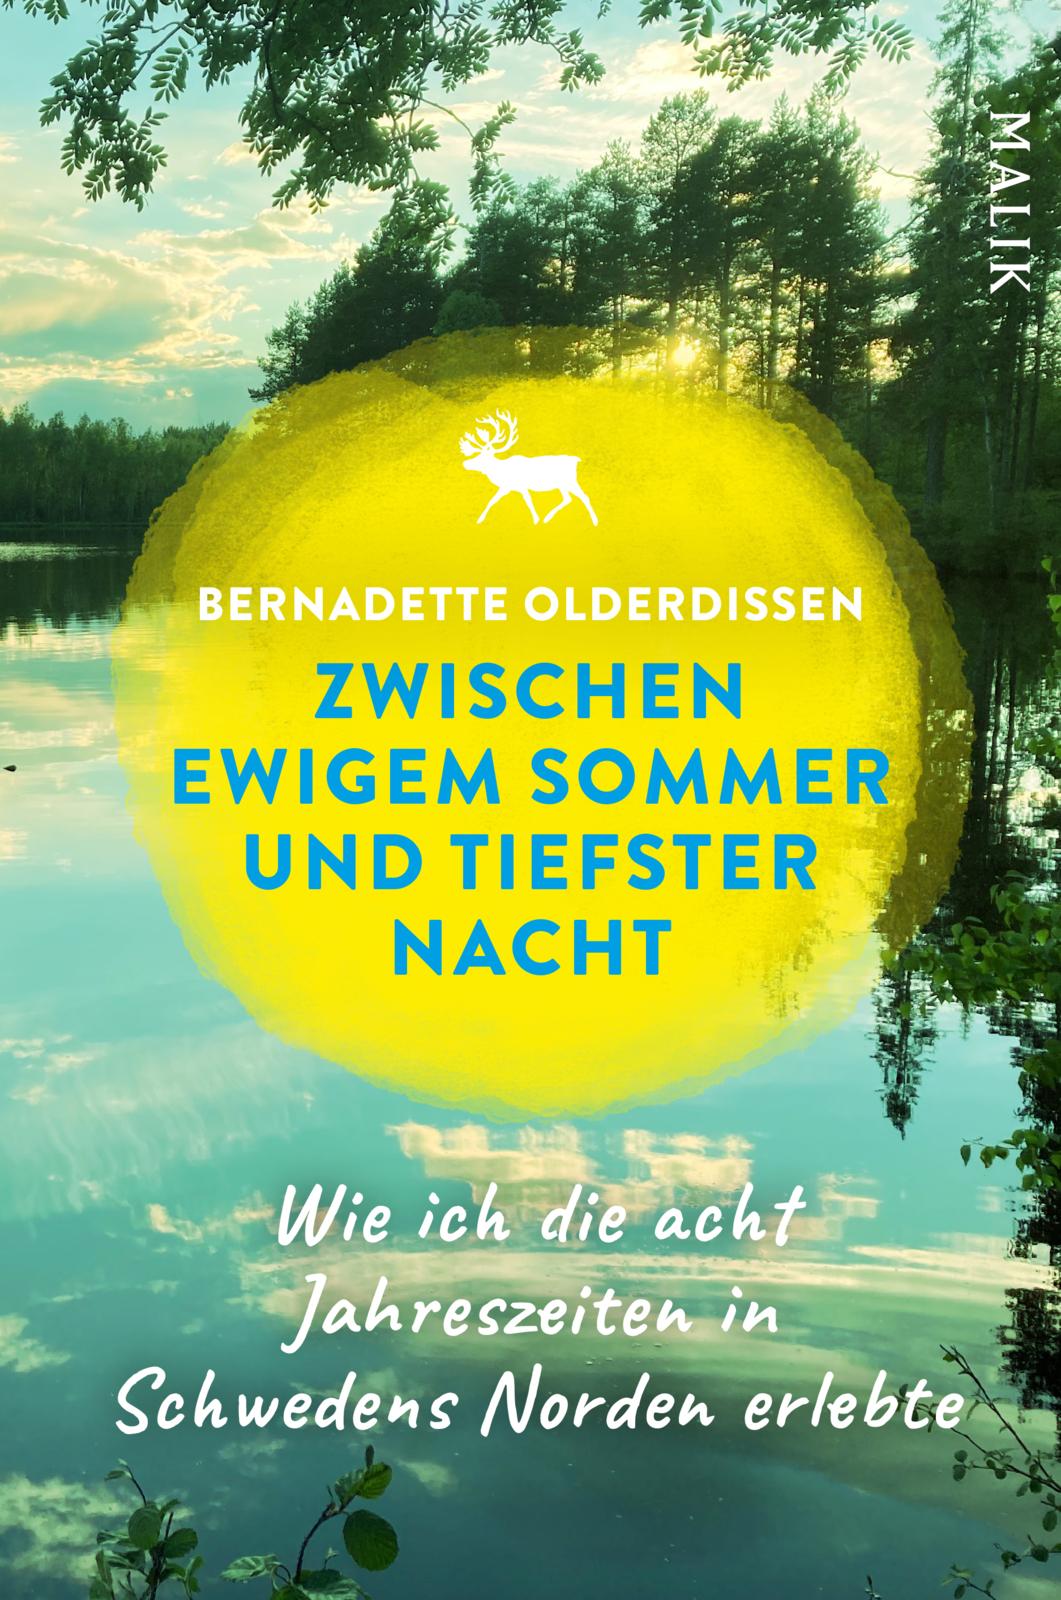 MALIK
BERNADETTE OLDERDISSEN
ZWISCHEN
EWIGEM SOMMER
UND TIEFSTER
NACHT
Wie ich die acht
Jahreszeiten in
Schwedens Norden erlebte